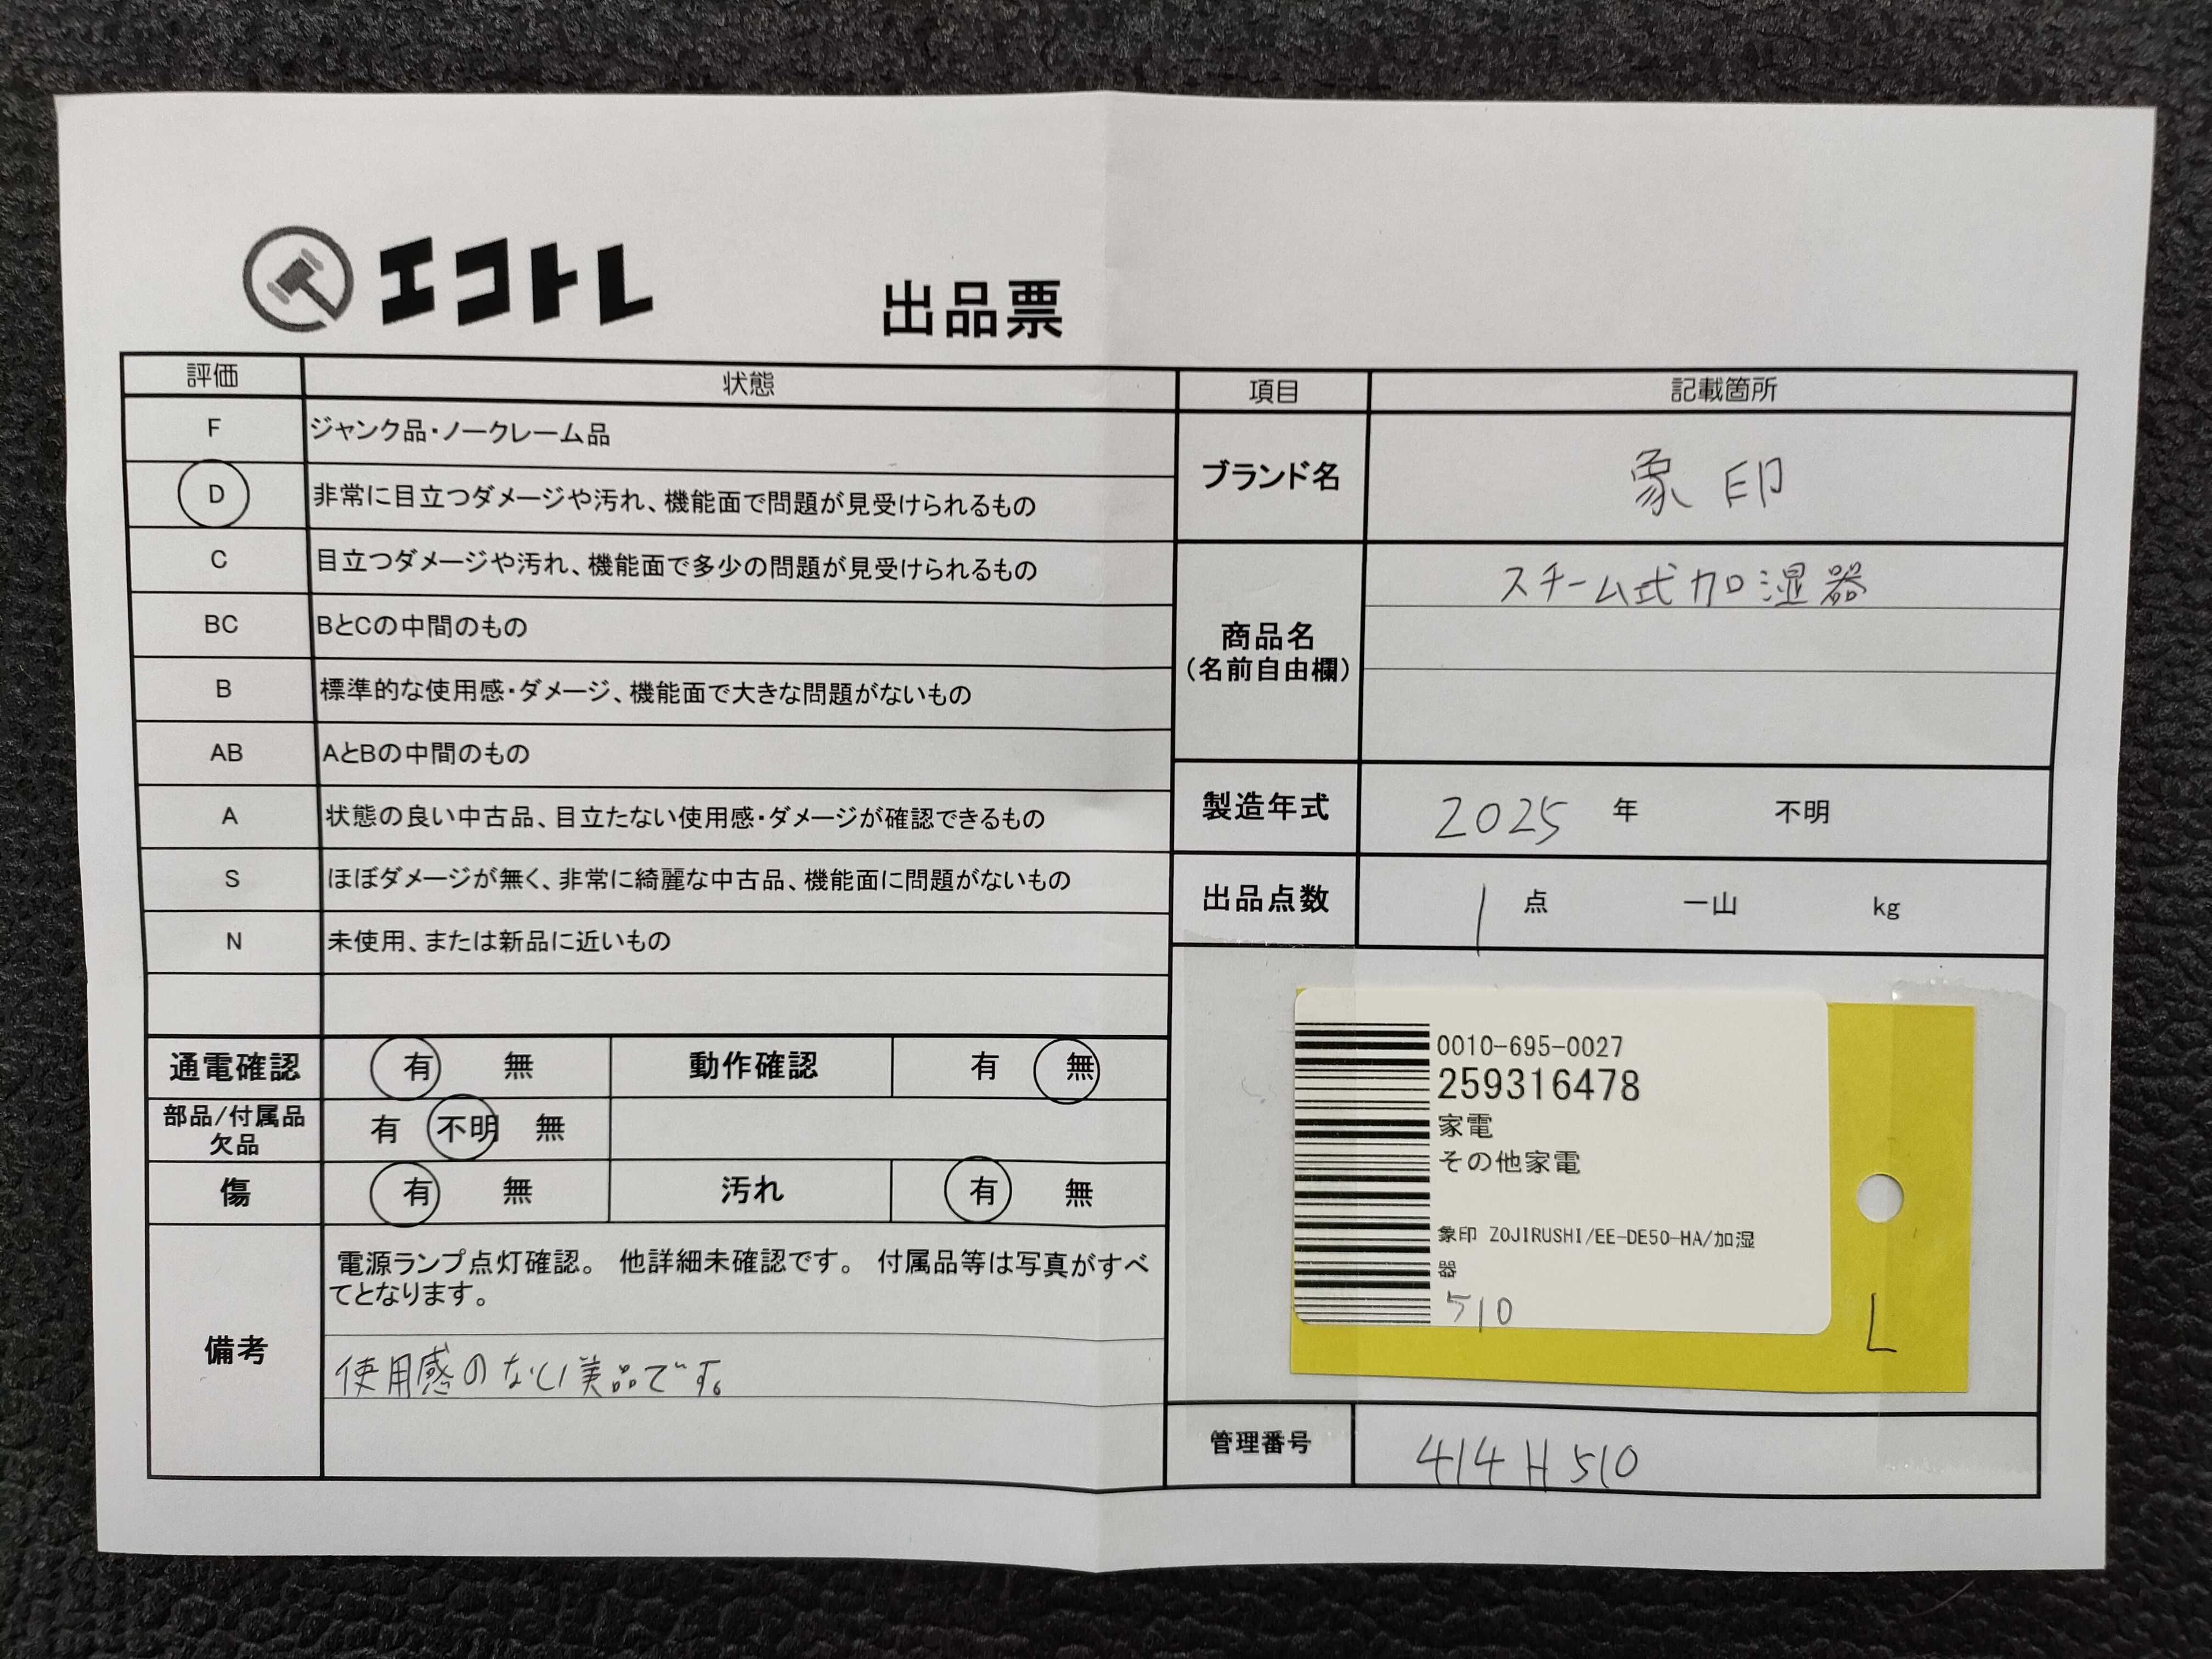 エコトレ
出品票
評価 状態
F ジャンク品・ノークレーム品
D 非常に目立つダメージや汚れ、機能面で問題が見受けられるもの
C 目立つダメージや汚れ、機能面で多少の問題が見受けられるもの
BC BとCの中間のもの
B 標準的な使用感・ダメージ、機能面で大きな問題がないもの
AB AとBの中間のもの
A 状態の良い中古品、目立たない使用感・ダメージが確認できるもの
S ほぼダメージが無く、非常に綺麗な中古品、機能面に問題がないもの
N 未使用、または新品に近いもの
通電確認 有 無 動作確認 有 無
部品/付属品
欠品 有 不明 無
傷 有 無 汚れ 有 無
備考
電源ランプ点灯確認。 他詳細未確認です。 付属品等は写真がすべ
てとなります。
使用感のない美品です。
項目 記載箇所
ブランド名 象印
商品名
(名前自由欄)
スチーム式加湿器
製造年式 2025 年 不明
出品点数 1 点 一山 kg
0010-695-0027
259316478
家電
その他家電
象印 ZOJIRUSHI/EE-DE50-HA/加湿
器
510
L
管理番号 414H510